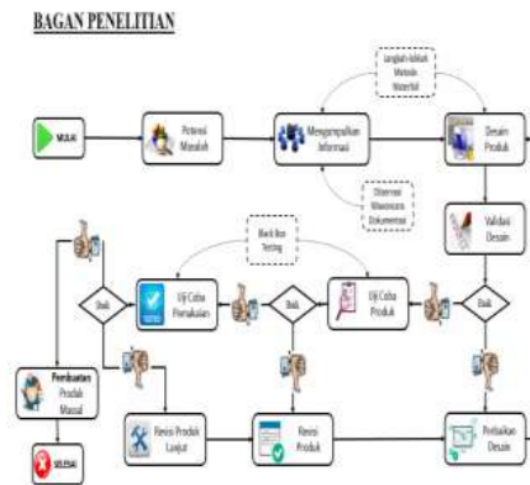 BAGAN PENELITIAN
Langkah-lakkah
Metode
Waterfall
MULAI
Potensi
Masalah
Mengumpulkan
Informasi
Desain
Produk
Observasi
Wawancara
Dokumentasi
Validasi
Desain
Black Box
Testing
Baik
Uji Coba
Pemakaian
Baik
Uji Coba
Produk
Baik
Pembuatan
Produk
Massal
Revisi Produk
Lanjut
Revisi
Produk
Perbaikan
Desain
SELESAI